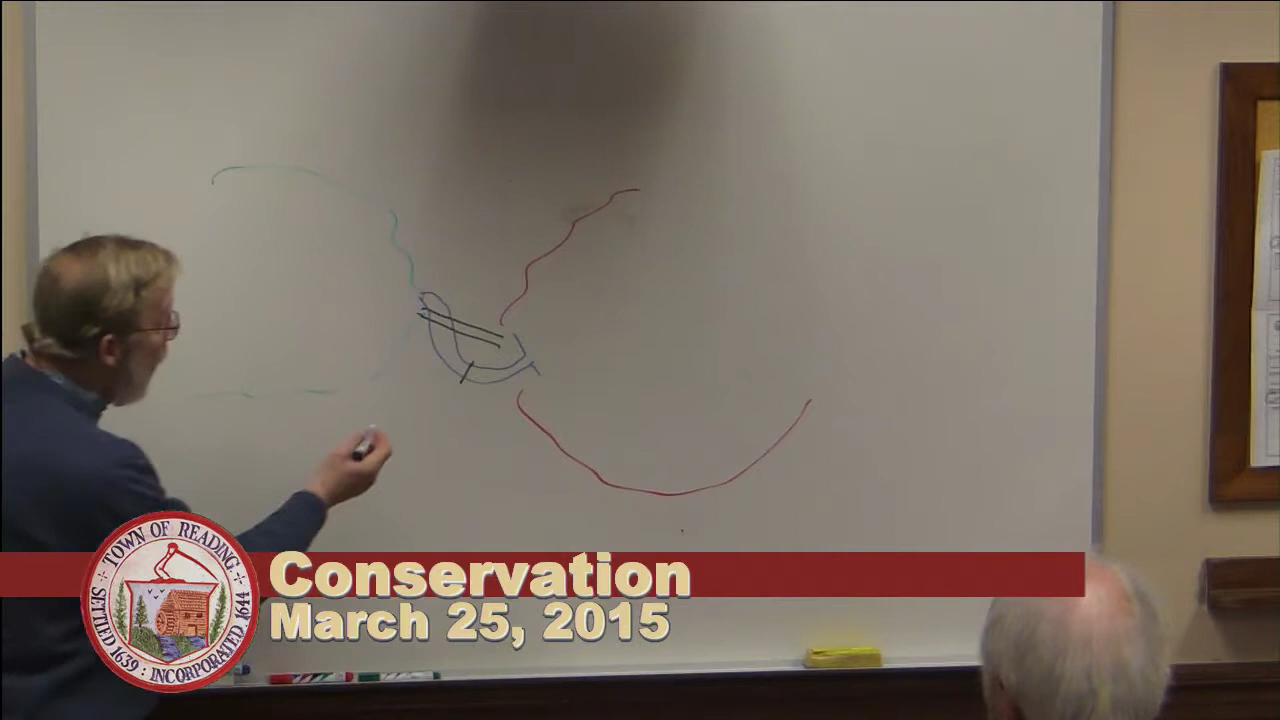 TOWN OF READING
SETTLED 1639 : INCORPORATED 1644
Conservation
March 25, 2015